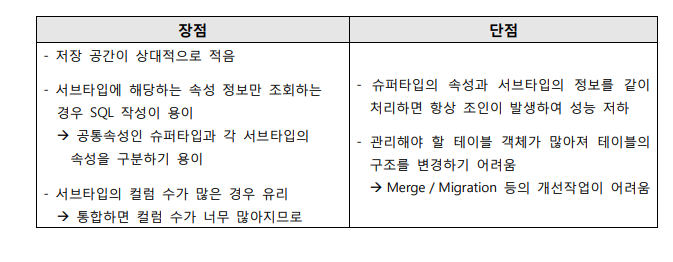 장점
- 저장 공간이 상대적으로 적음
- 서브타입에 해당하는 속성 정보만 조회하는
경우 SQL 작성이 용이
→ 공통속성인 슈퍼타입과 각 서브타입의
속성을 구분하기 용이
- 서브타입의 컬럼 수가 많은 경우 유리
→ 통합하면 컬럼 수가 너무 많아지므로
단점
- 슈퍼타입의 속성과 서브타입의 정보를 같이
처리하면 항상 조인이 발생하여 성능 저하
- 관리해야 할 테이블 객체가 많아져 테이블의
구조를 변경하기 어려움
→ Merge / Migration 등의 개선작업이 어려움